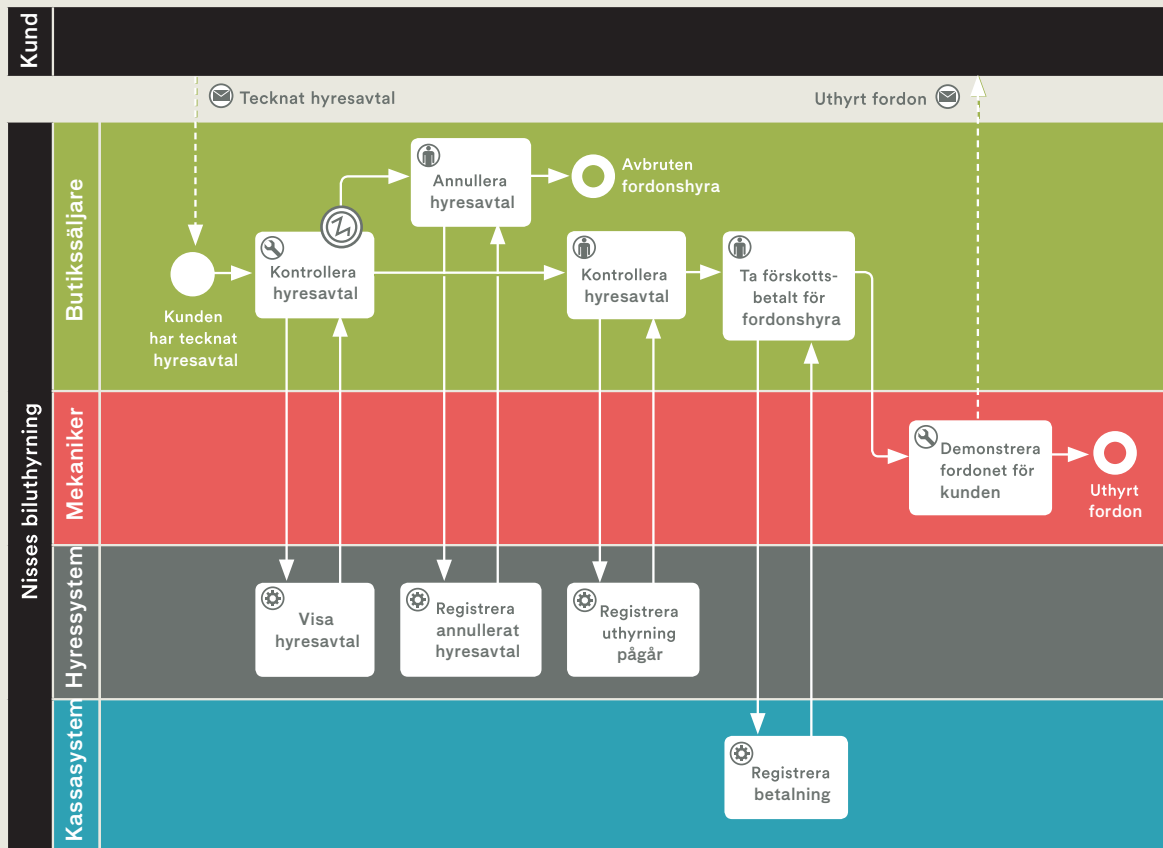 Kund
Tecknat hyresavtal
Uthyrt fordon
Nisses biluthyrning
Butikssäljare
Annullera
hyresavtal
Avbruten
fordonshyra
Kunden
har tecknat
hyresavtal
Kontrollera
hyresavtal
Kontrollera
hyresavtal
Ta förskotts-
betalt för
fordonshyra
Mekaniker
Demonstrera
fordonet för
kunden
Uthyrt
fordon
Hyressystem
Visa
hyresavtal
Registrera
annullerat
hyresavtal
Registrera
uthyrning
pågår
Kassasystem
Registrera
betalning